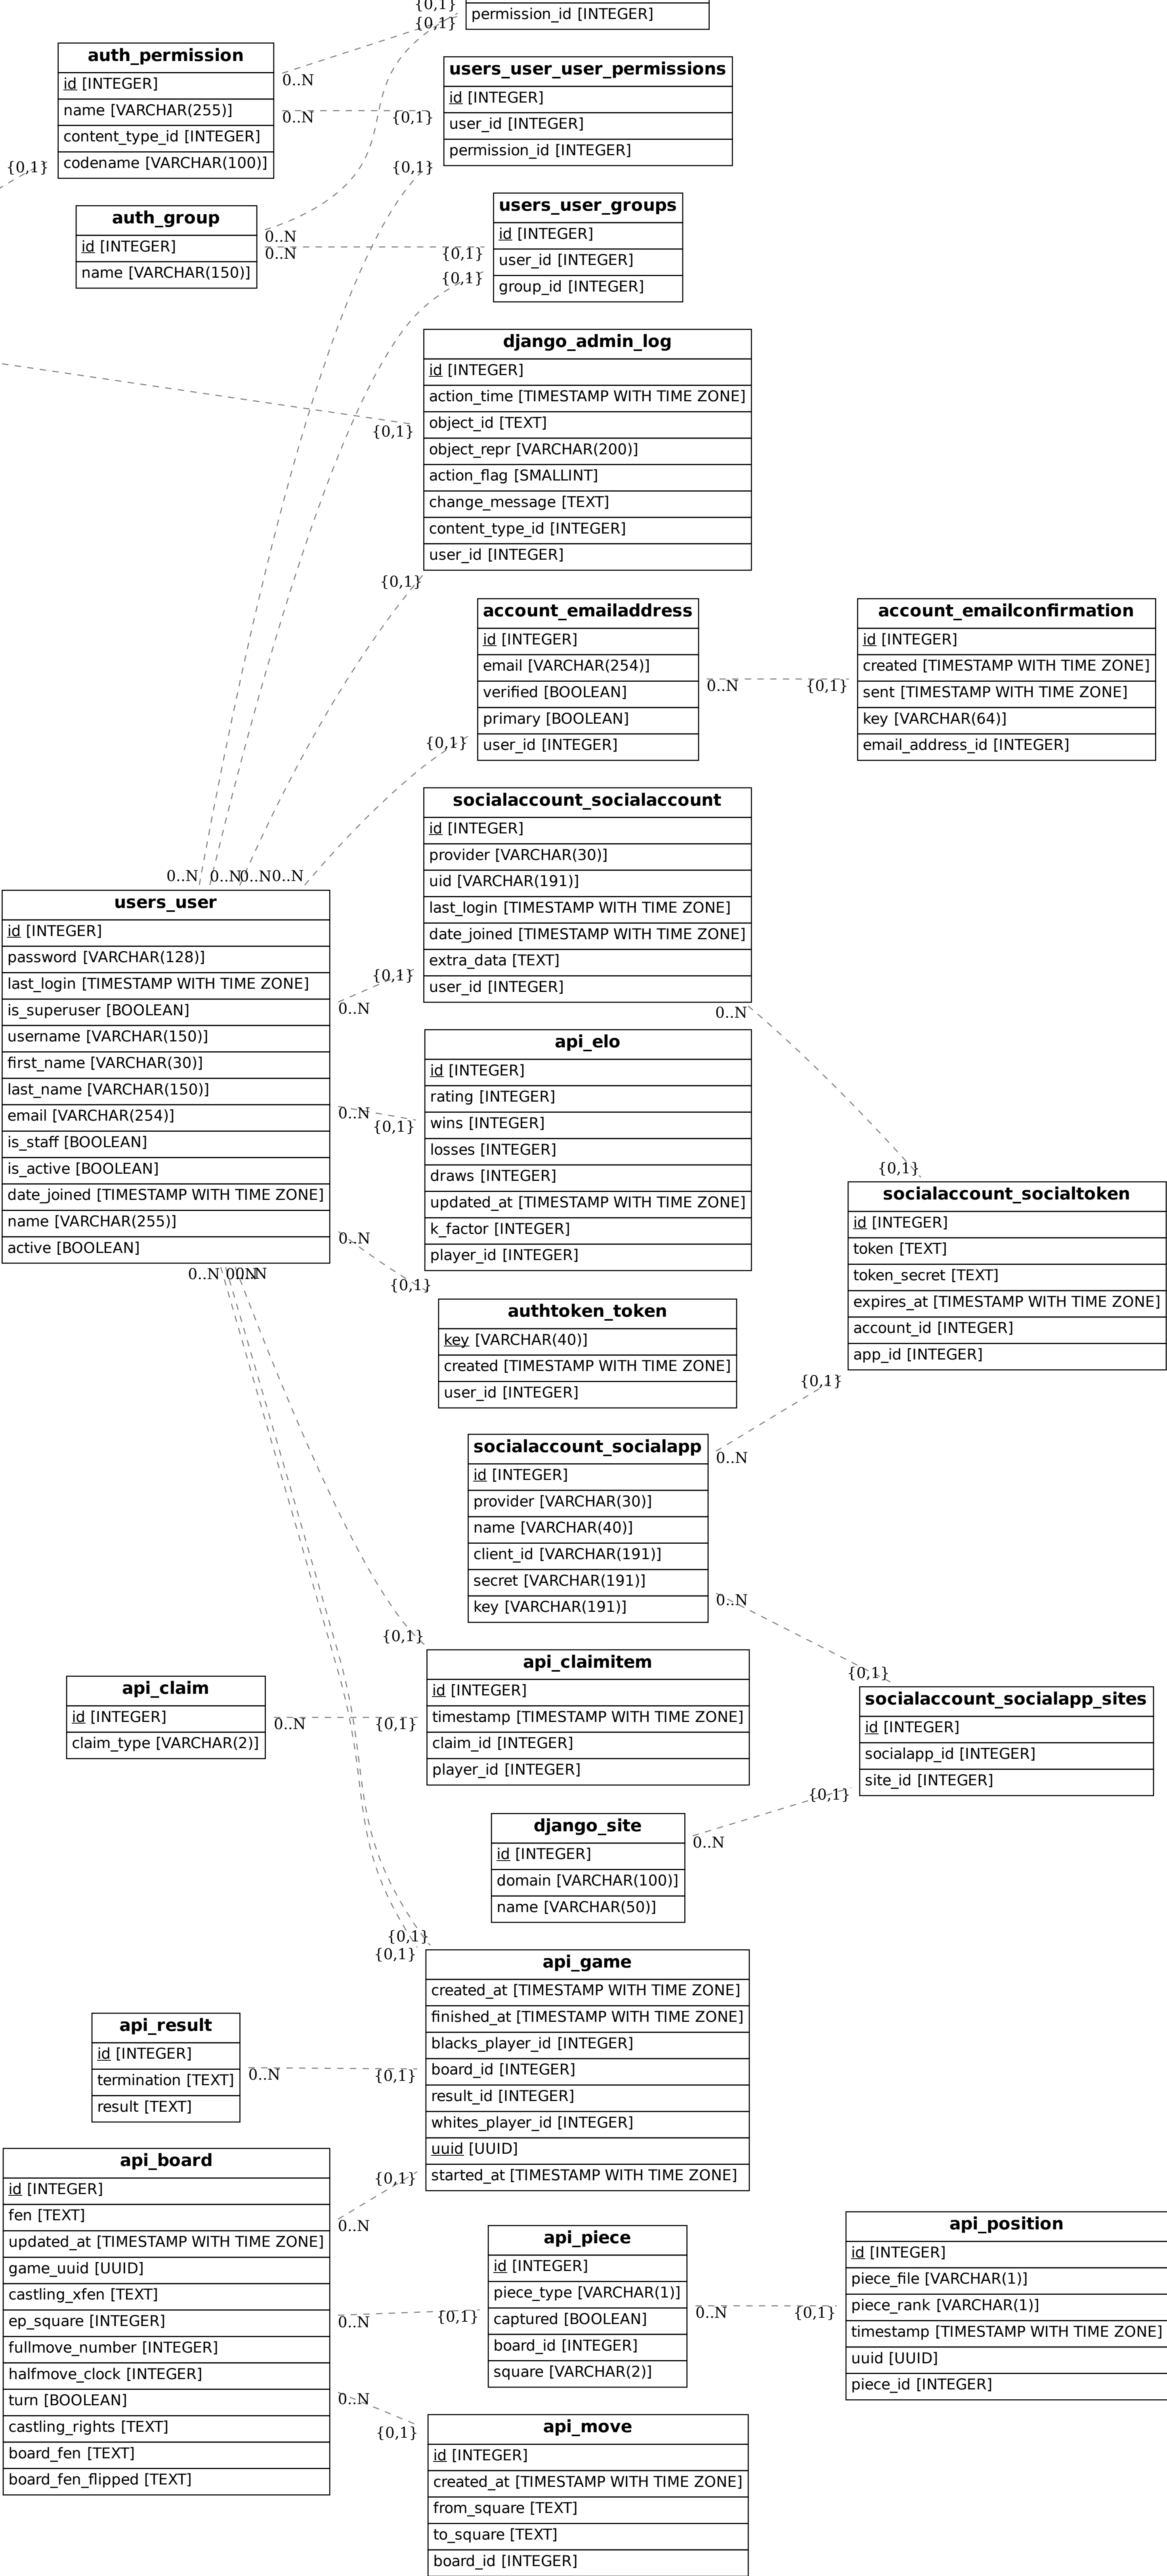 {0,1}
{0,1}
permission_id [INTEGER]
auth_permission
id [INTEGER]
name [VARCHAR(255)]
content_type_id [INTEGER]
codename [VARCHAR(100)]
0..N
0..N
{0,1}
users_user_user_permissions
id [INTEGER]
user_id [INTEGER]
permission_id [INTEGER]
{0,1}
{0,1}
auth_group
id [INTEGER]
name [VARCHAR(150)]
0..N
0..N
users_user_groups
id [INTEGER]
user_id [INTEGER]
group_id [INTEGER]
{0,1}
{0,1}
django_admin_log
id [INTEGER]
action_time [TIMESTAMP WITH TIME ZONE]
object_id [TEXT]
object_repr [VARCHAR(200)]
action_flag [SMALLINT]
change_message [TEXT]
content_type_id [INTEGER]
user_id [INTEGER]
{0,1}
{0,1}
account_emailaddress
id [INTEGER]
email [VARCHAR(254)]
verified [BOOLEAN]
primary [BOOLEAN]
user_id [INTEGER]
0..N
{0,1}
{0,1}
account_emailconfirmation
id [INTEGER]
created [TIMESTAMP WITH TIME ZONE]
sent [TIMESTAMP WITH TIME ZONE]
key [VARCHAR(64)]
email_address_id [INTEGER]
socialaccount_socialaccount
id [INTEGER]
provider [VARCHAR(30)]
uid [VARCHAR(191)]
last_login [TIMESTAMP WITH TIME ZONE]
date_joined [TIMESTAMP WITH TIME ZONE]
extra_data [TEXT]
user_id [INTEGER]
0..N
0..N 0..N 0..N 0..N
users_user
id [INTEGER]
password [VARCHAR(128)]
last_login [TIMESTAMP WITH TIME ZONE]
is_superuser [BOOLEAN]
username [VARCHAR(150)]
first_name [VARCHAR(30)]
last_name [VARCHAR(150)]
email [VARCHAR(254)]
is_staff [BOOLEAN]
is_active [BOOLEAN]
date_joined [TIMESTAMP WITH TIME ZONE]
name [VARCHAR(255)]
active [BOOLEAN]
0..N 0..N 0..N
{0,1}
0..N
0..N
{0,1}
0..N
{0,1}
api_elo
id [INTEGER]
rating [INTEGER]
wins [INTEGER]
losses [INTEGER]
draws [INTEGER]
updated_at [TIMESTAMP WITH TIME ZONE]
k_factor [INTEGER]
player_id [INTEGER]
{0,1}
socialaccount_socialtoken
id [INTEGER]
token [TEXT]
token_secret [TEXT]
expires_at [TIMESTAMP WITH TIME ZONE]
account_id [INTEGER]
app_id [INTEGER]
{0,1}
authtoken_token
key [VARCHAR(40)]
created [TIMESTAMP WITH TIME ZONE]
user_id [INTEGER]
socialaccount_socialapp
id [INTEGER]
provider [VARCHAR(30)]
name [VARCHAR(40)]
client_id [VARCHAR(191)]
secret [VARCHAR(191)]
key [VARCHAR(191)]
0..N
0..N
{0,1}
{0,1}
api_claimitem
id [INTEGER]
timestamp [TIMESTAMP WITH TIME ZONE]
claim_id [INTEGER]
player_id [INTEGER]
api_claim
id [INTEGER]
claim_type [VARCHAR(2)]
0..N
{0,1}
socialaccount_socialapp_sites
id [INTEGER]
socialapp_id [INTEGER]
site_id [INTEGER]
{0,1}
django_site
id [INTEGER]
domain [VARCHAR(100)]
name [VARCHAR(50)]
0..N
{0,1}
{0,1}
api_game
created_at [TIMESTAMP WITH TIME ZONE]
finished_at [TIMESTAMP WITH TIME ZONE]
blacks_player_id [INTEGER]
board_id [INTEGER]
result_id [INTEGER]
whites_player_id [INTEGER]
uuid [UUID]
started_at [TIMESTAMP WITH TIME ZONE]
api_result
id [INTEGER]
termination [TEXT]
result [TEXT]
0..N
{0,1}
api_board
id [INTEGER]
fen [TEXT]
updated_at [TIMESTAMP WITH TIME ZONE]
game_uuid [UUID]
castling_xfen [TEXT]
ep_square [INTEGER]
fullmove_number [INTEGER]
halfmove_clock [INTEGER]
turn [BOOLEAN]
castling_rights [TEXT]
board_fen [TEXT]
board_fen_flipped [TEXT]
{0,1}
0..N
0..N
{0,1}
0..N
{0,1}
api_piece
id [INTEGER]
piece_type [VARCHAR(1)]
captured [BOOLEAN]
board_id [INTEGER]
square [VARCHAR(2)]
0..N
{0,1}
api_position
id [INTEGER]
piece_file [VARCHAR(1)]
piece_rank [VARCHAR(1)]
timestamp [TIMESTAMP WITH TIME ZONE]
uuid [UUID]
piece_id [INTEGER]
api_move
id [INTEGER]
created_at [TIMESTAMP WITH TIME ZONE]
from_square [TEXT]
to_square [TEXT]
board_id [INTEGER]